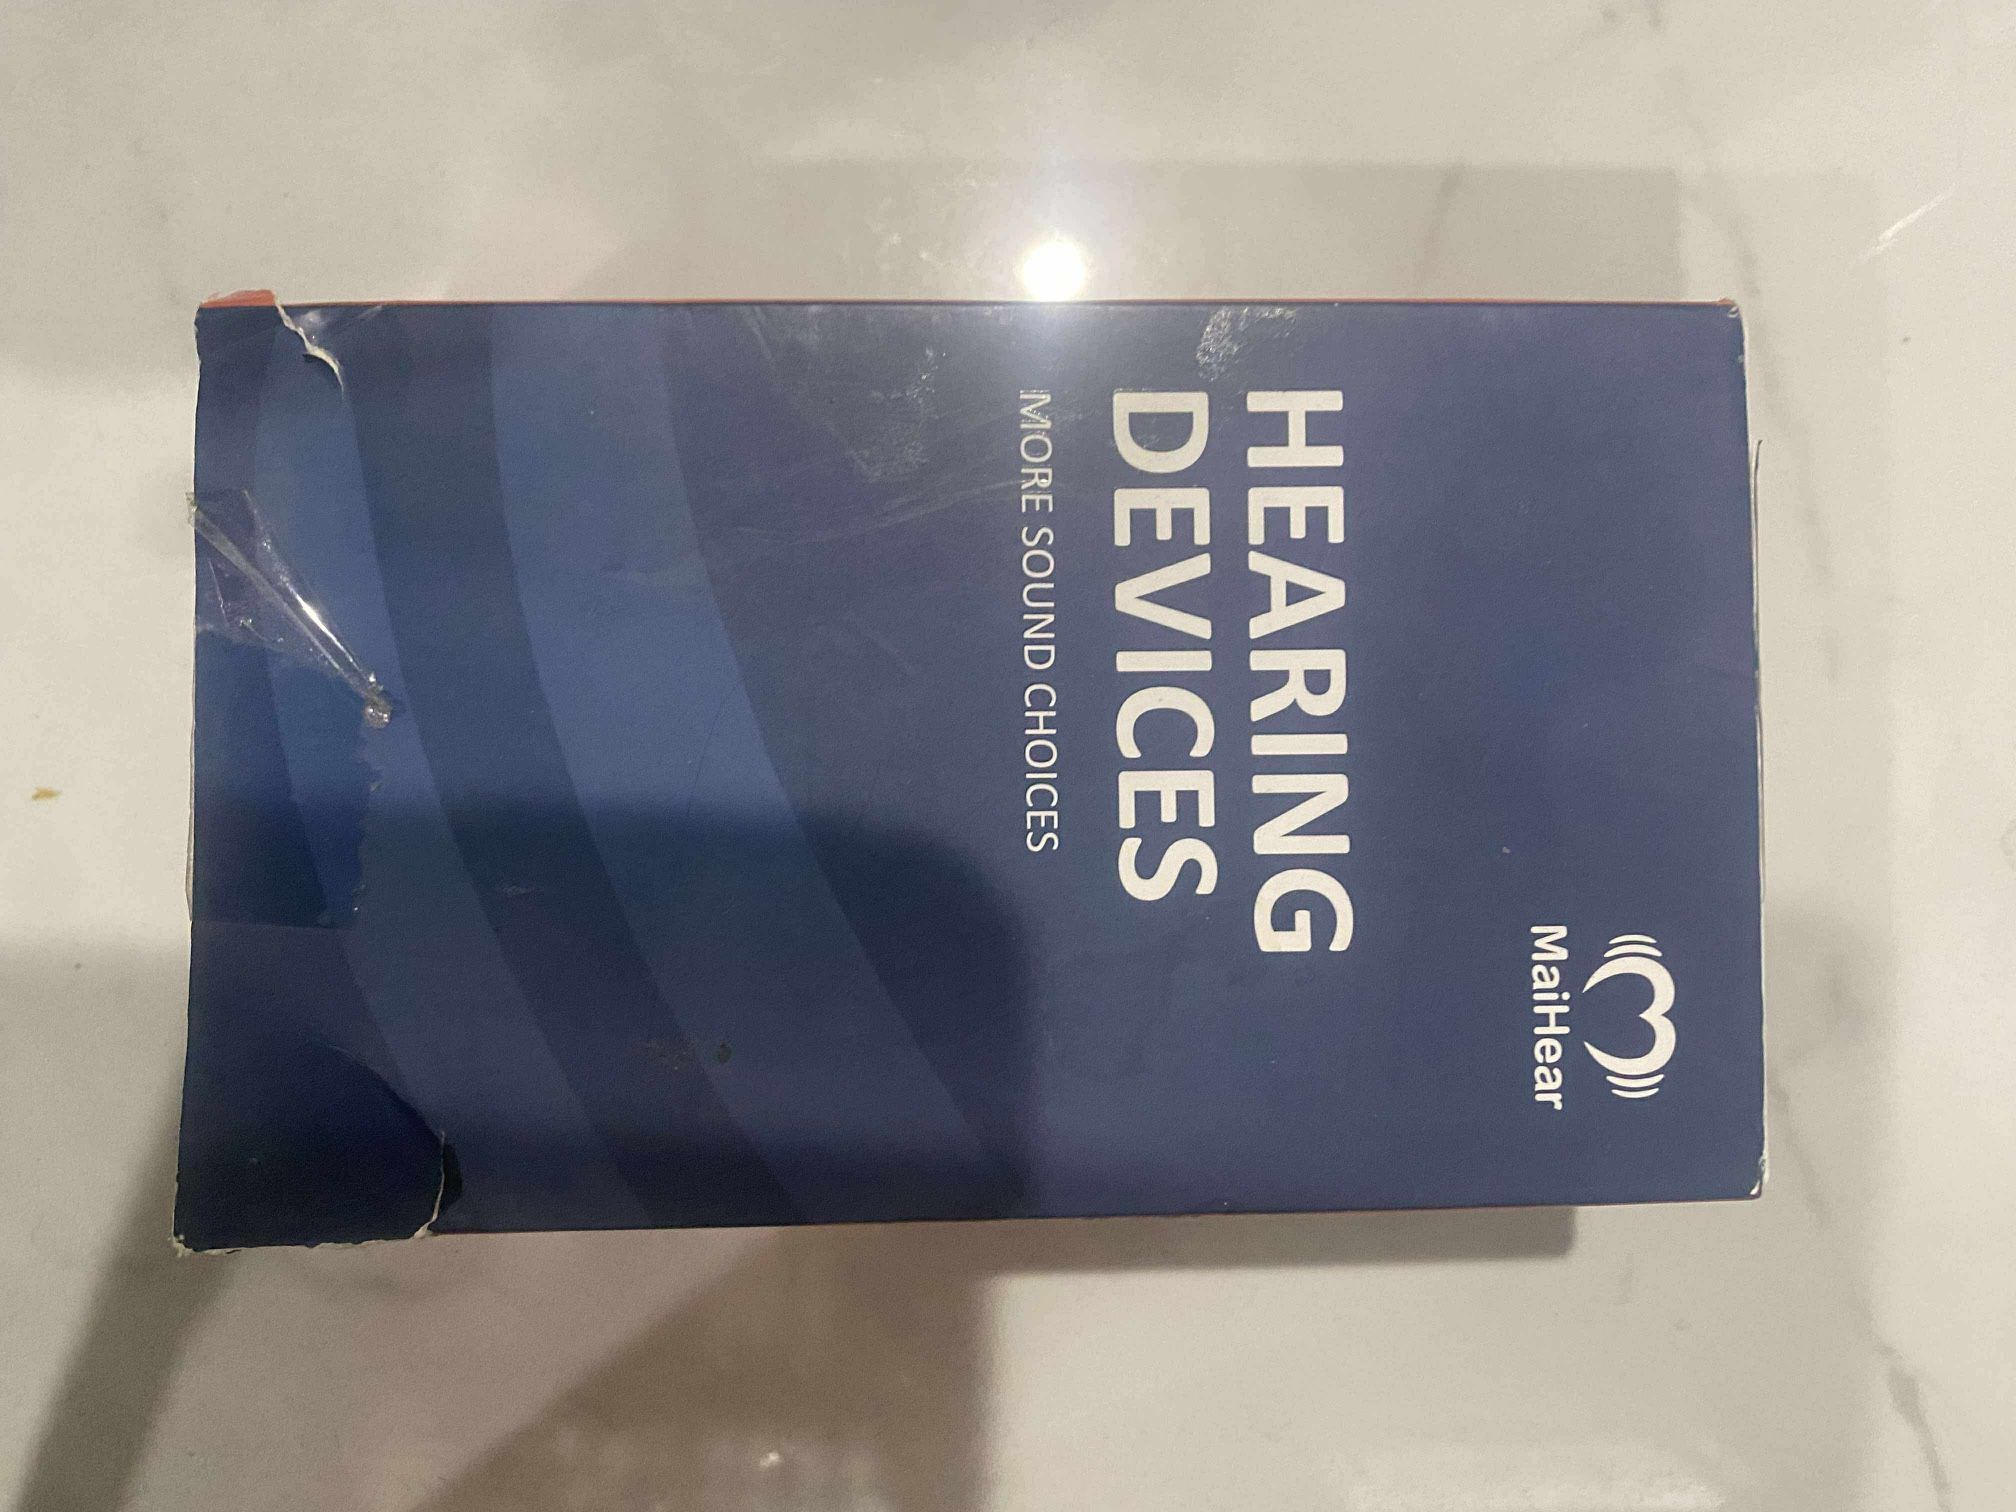 MaiHear
HEARING
DEVICES
MORE SOUND CHOICES